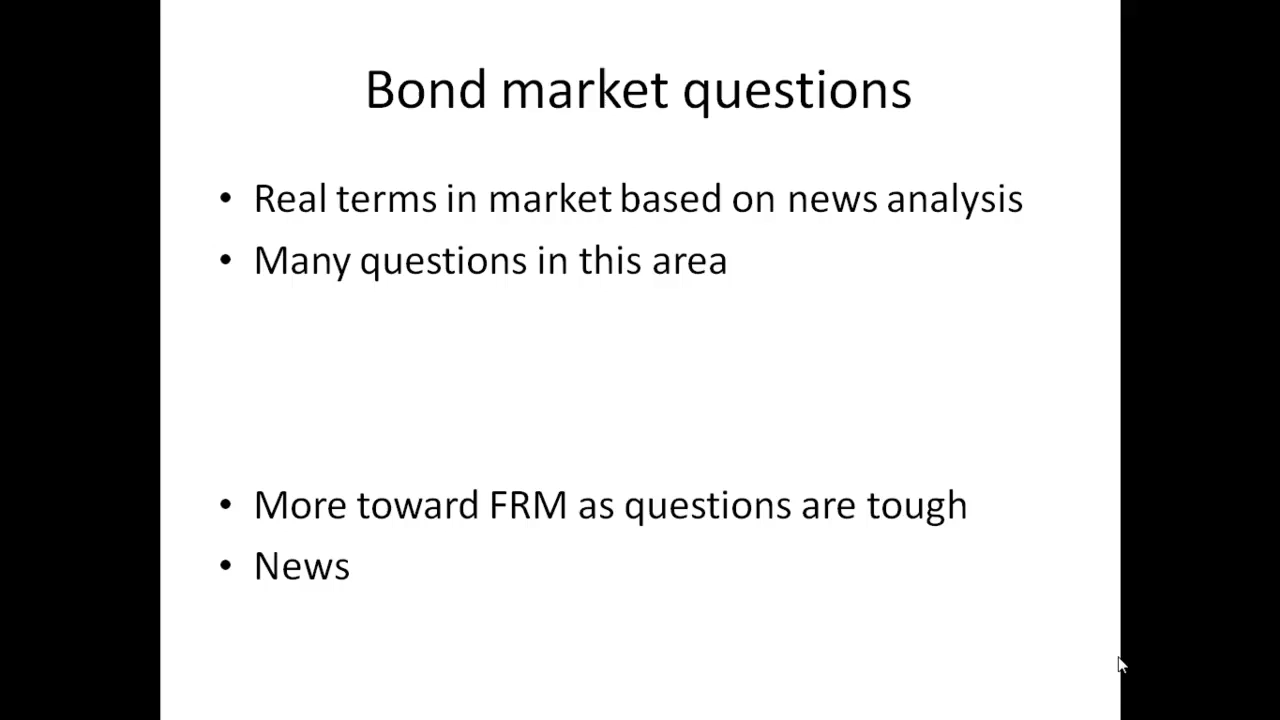 Bond market questions
• Real terms in market based on news analysis
• Many questions in this area
• More toward FRM as questions are tough
• News